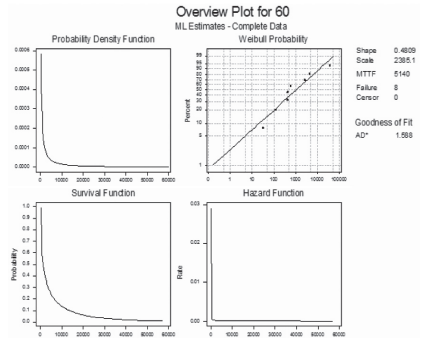 Overview Plot for 60
ML Estimates - Complete Data
Probability Density Function
Weibull Probability
0.0006
0.0004
0.0003
0.0002
0.0001
0.0000
0 10000 20000 30000 40000 50000 60000
Percent
5
1
0 1 10 100 1000 10000 100000
Shape 0.4809
Scale 2385.1
MTTF 5140
Failure 8
Censor 0
Goodness of Fit
AD* 1.588
Survival Function
Hazard Function
Probability
1.0
0.9
0.8
0.7
0.6
0.5
0.4
0.3
0.2
0.1
0.0
0 10000 20000 30000 40000 50000 60000
Rate
0.03
0.02
0.01
0.00
0 10000 20000 30000 40000 50000 60000